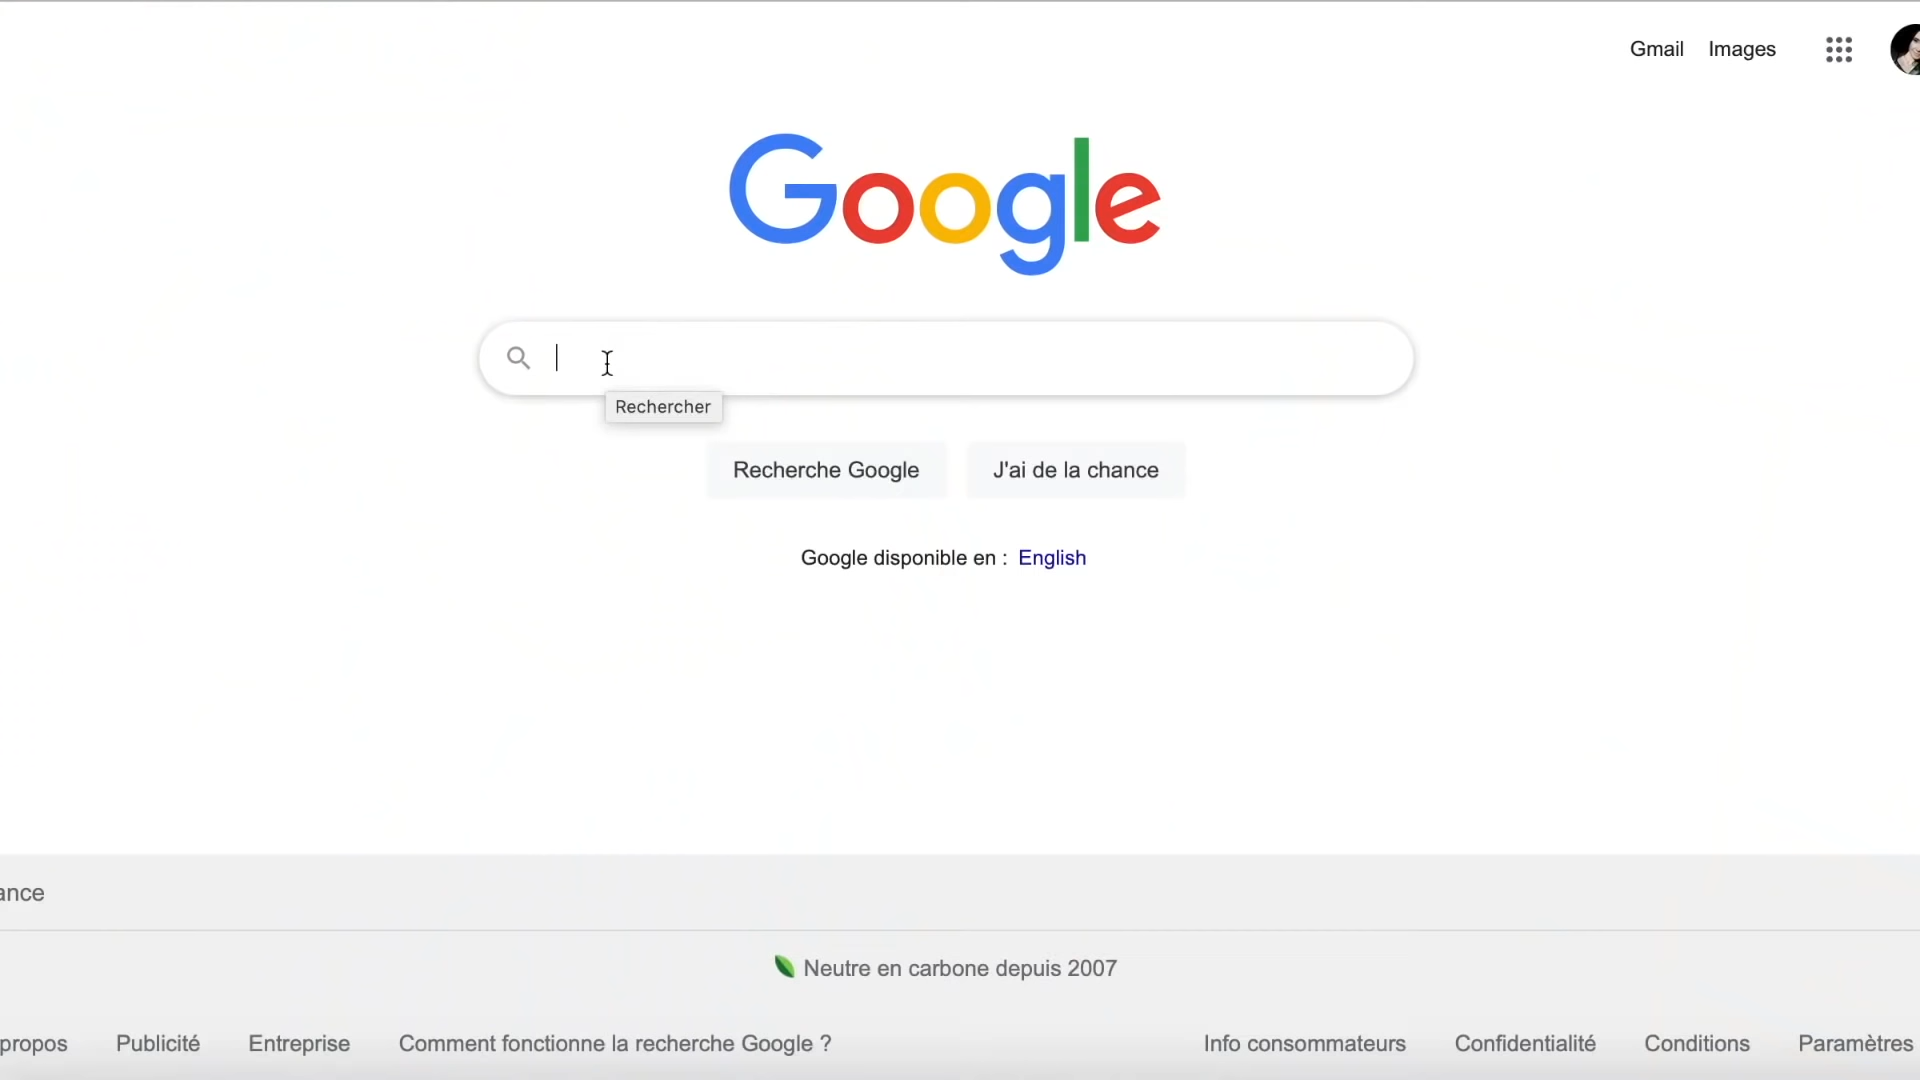 Gmail Images
Google
Rechercher
Recherche Google J'ai de la chance
Google disponible en : English
ance
Neutre en carbone depuis 2007
propos Publicité Entreprise Comment fonctionne la recherche Google ? Info consommateurs Confidentialité Conditions Paramètres